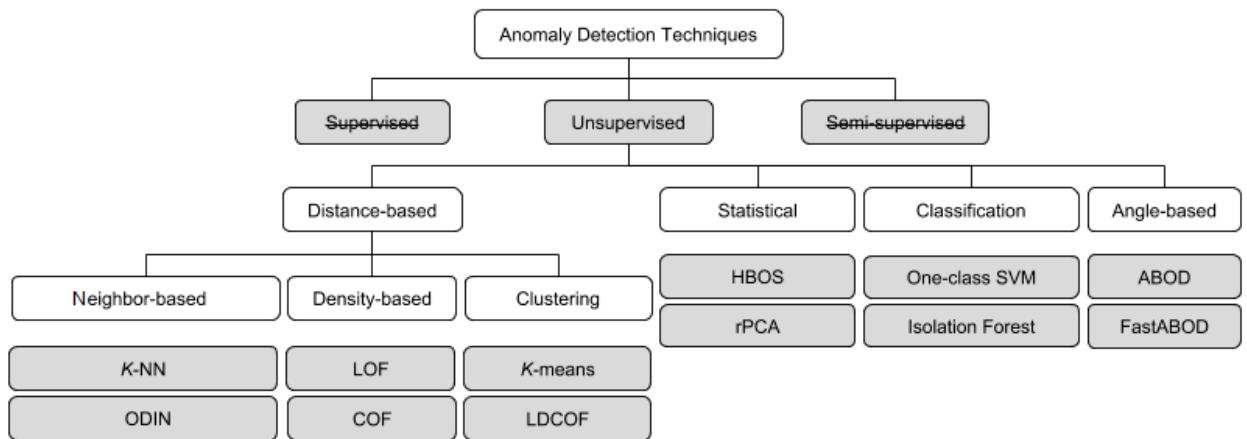 Anomaly Detection Techniques
Supervised
Unsupervised
Semi-supervised
Distance-based
Statistical
Classification
Angle-based
Neighbor-based
Density-based
Clustering
HBOS
One-class SVM
ABOD
rPCA
Isolation Forest
FastABOD
K-NN
LOF
K-means
ODIN
COF
LDCOF